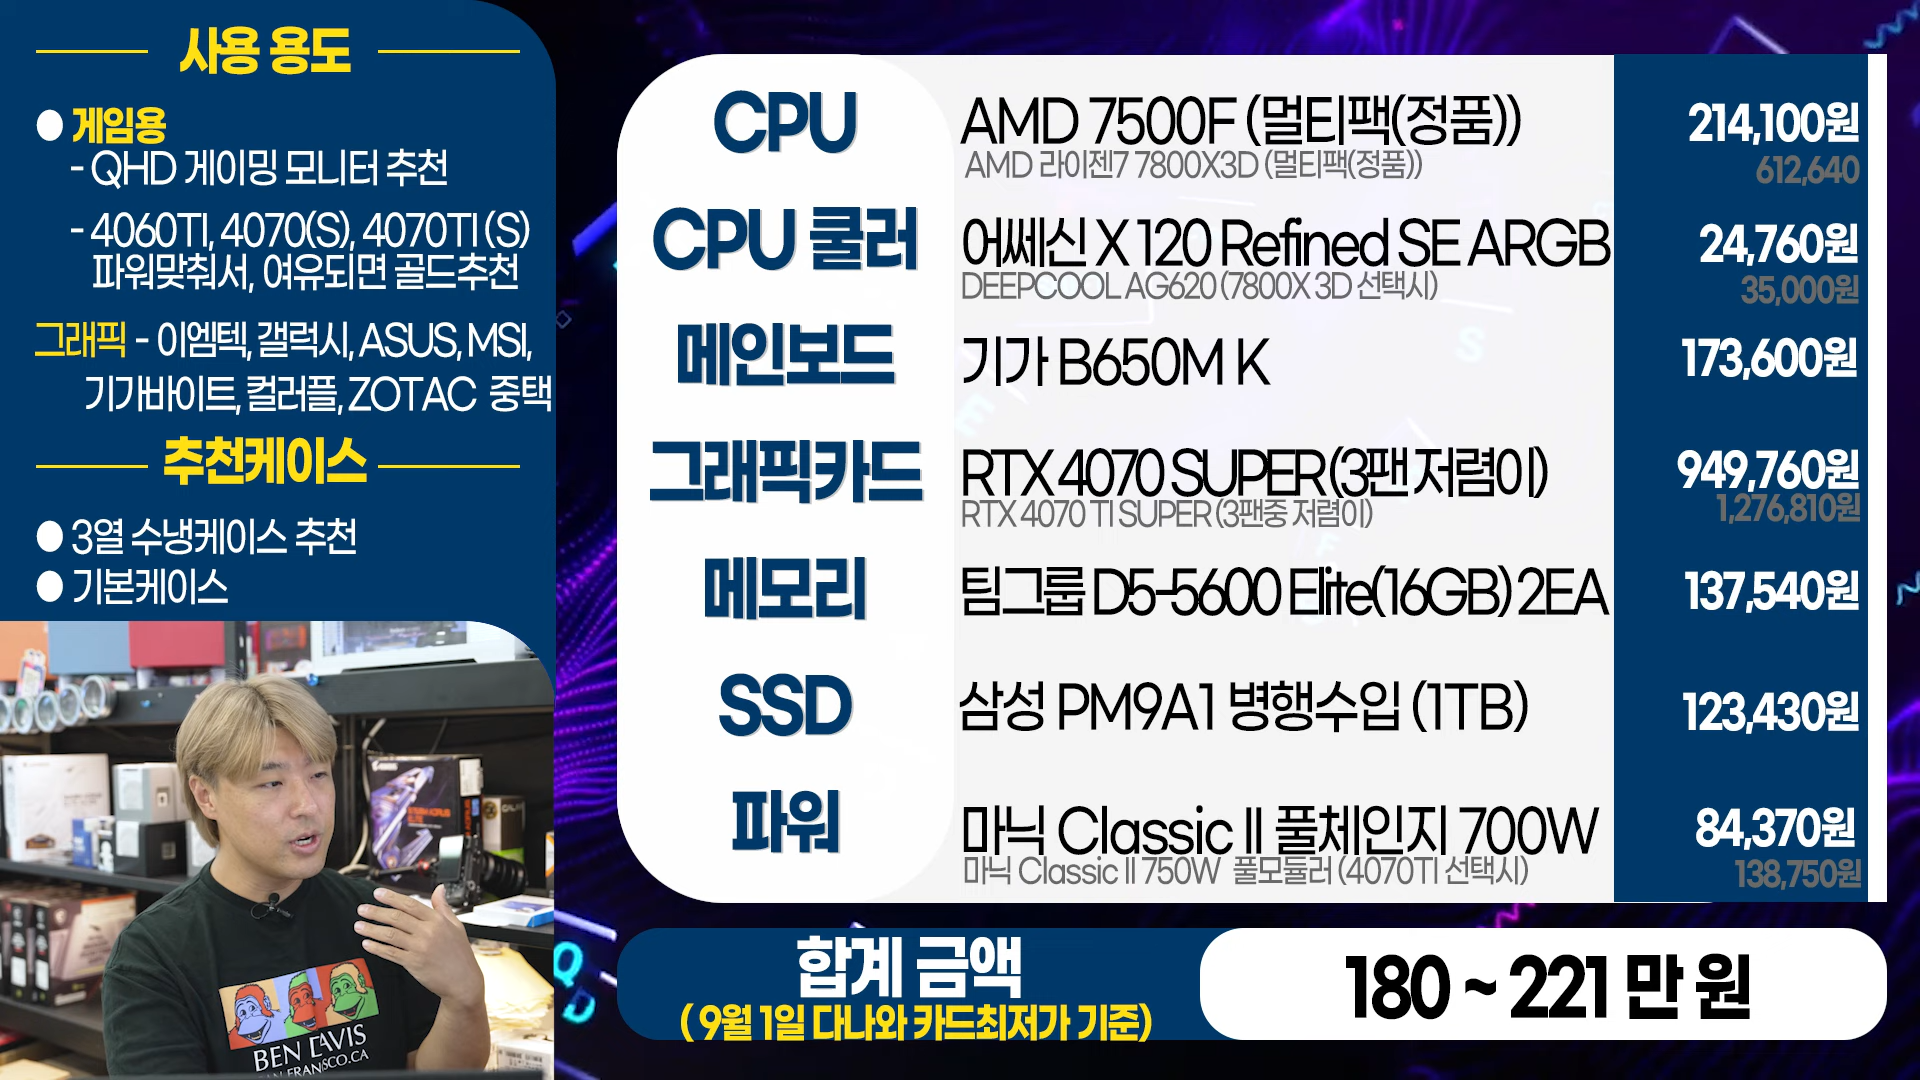 사용 용도
● 게임용
- QHD 게이밍 모니터 추천
- 4060TI, 4070(S), 4070TI (S)
파워맞춰서, 여유되면 골드추천
그래픽 - 이엠텍, 갤럭시, ASUS, MSI,
기가바이트, 컬러플, ZOTAC 중택
추천케이스
● 3열 수냉케이스 추천
● 기본케이스
CPU AMD 7500F (멀티팩(정품)) 214,100원
AMD 라이젠7 7800X3D (멀티팩(정품)) 612,640
CPU 쿨러 어쎄신 X 120 Refined SE ARGB 24,760원
DEEPCOOL AG620 (7800X 3D 선택시) 35,000원
메인보드 기가 B650M K 173,600원
그래픽카드 RTX 4070 SUPER (3팬 저렴이) 949,760원
RTX 4070 TI SUPER (3팬중 저렴이) 1,276,810원
메모리 팀그룹 D5-5600 Elite(16GB) 2EA 137,540원
SSD 삼성 PM9A1 병행수입 (1TB) 123,430원
파워 마닉 Classic II 풀체인지 700W 84,370원
마닉 Classic II 750W 풀모듈러 (4070TI 선택시) 138,750원
합계 금액 180 ~ 221 만 원
( 9월 1일 다나와 카드최저가 기준)
BEN DAVIS